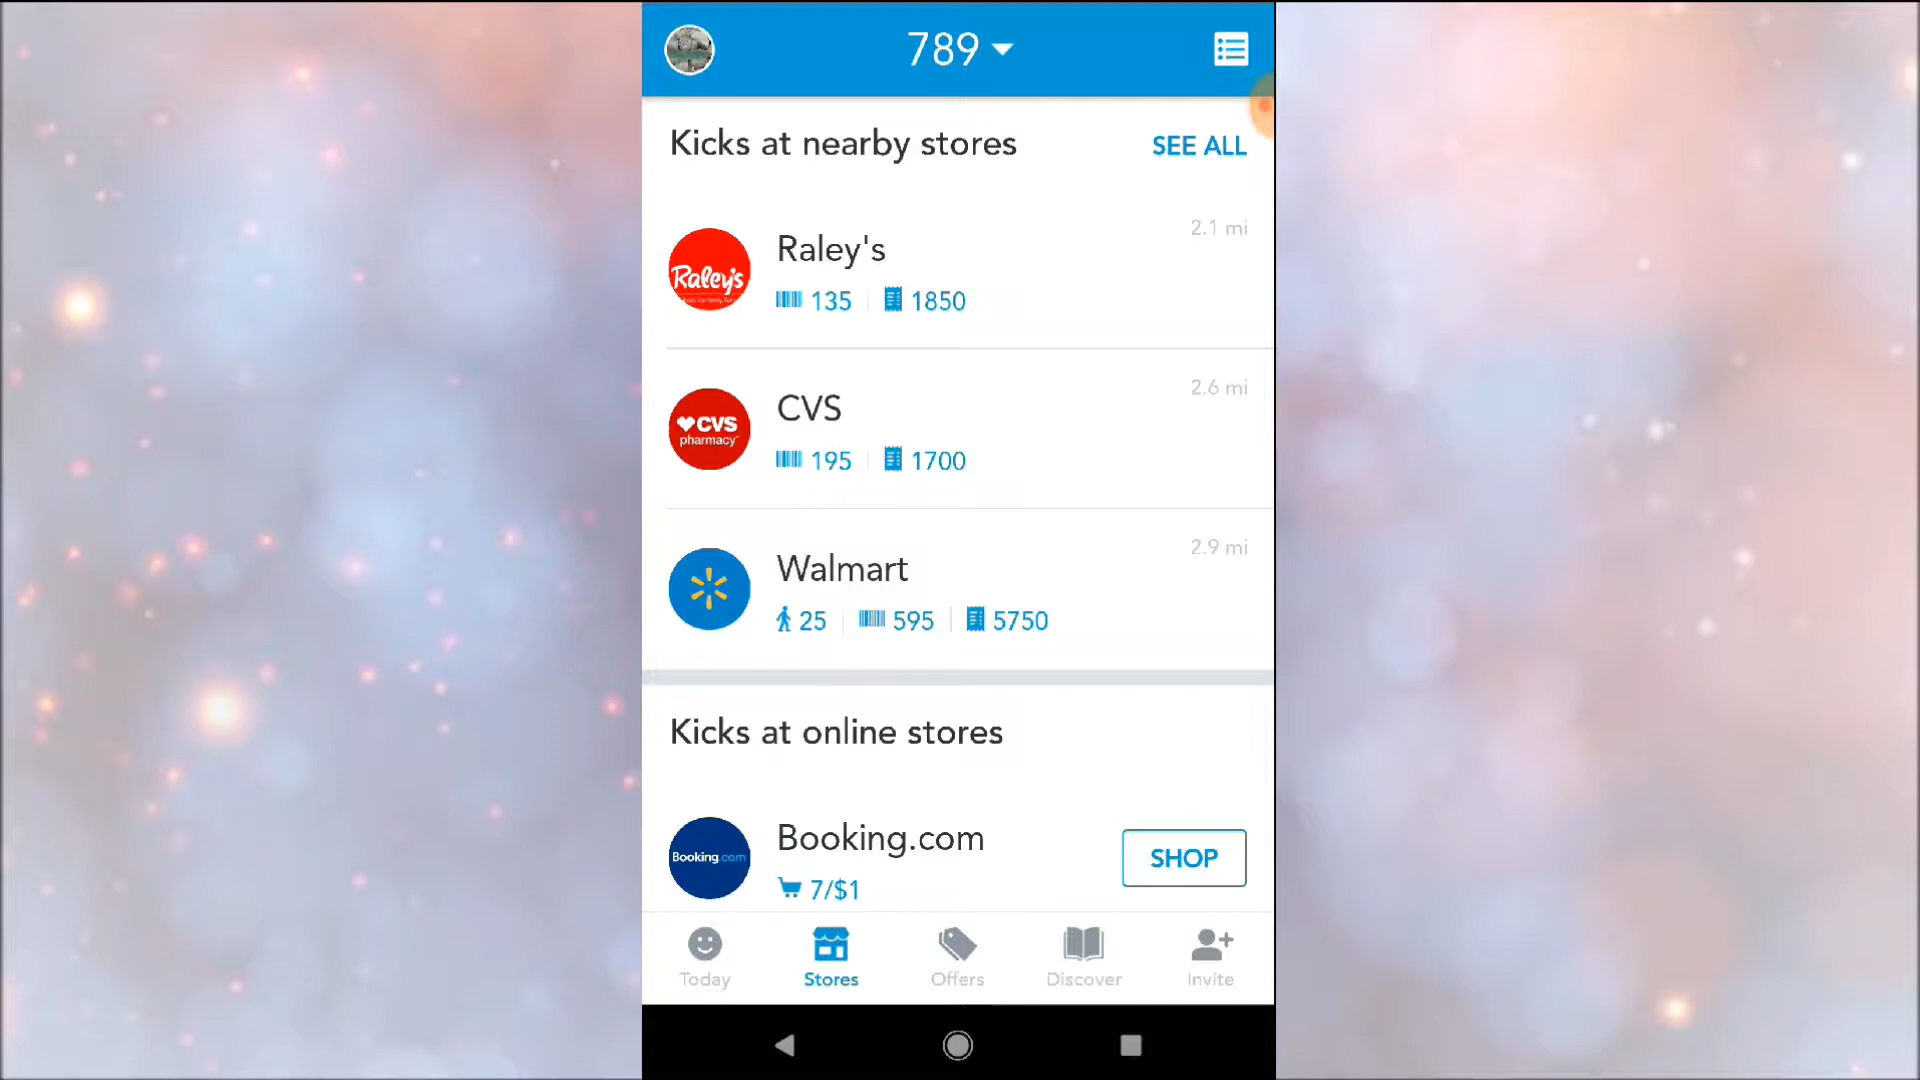 789
Kicks at nearby stores SEE ALL
2.1 mi
Raley's
Raley's
135 1850
2.6 mi
CVS
CVS
pharmacy
195 1700
2.9 mi
Walmart
25 595 5750
Kicks at online stores
Booking.com
Booking.com
SHOP
7/$1
Today Stores Offers Discover Invite